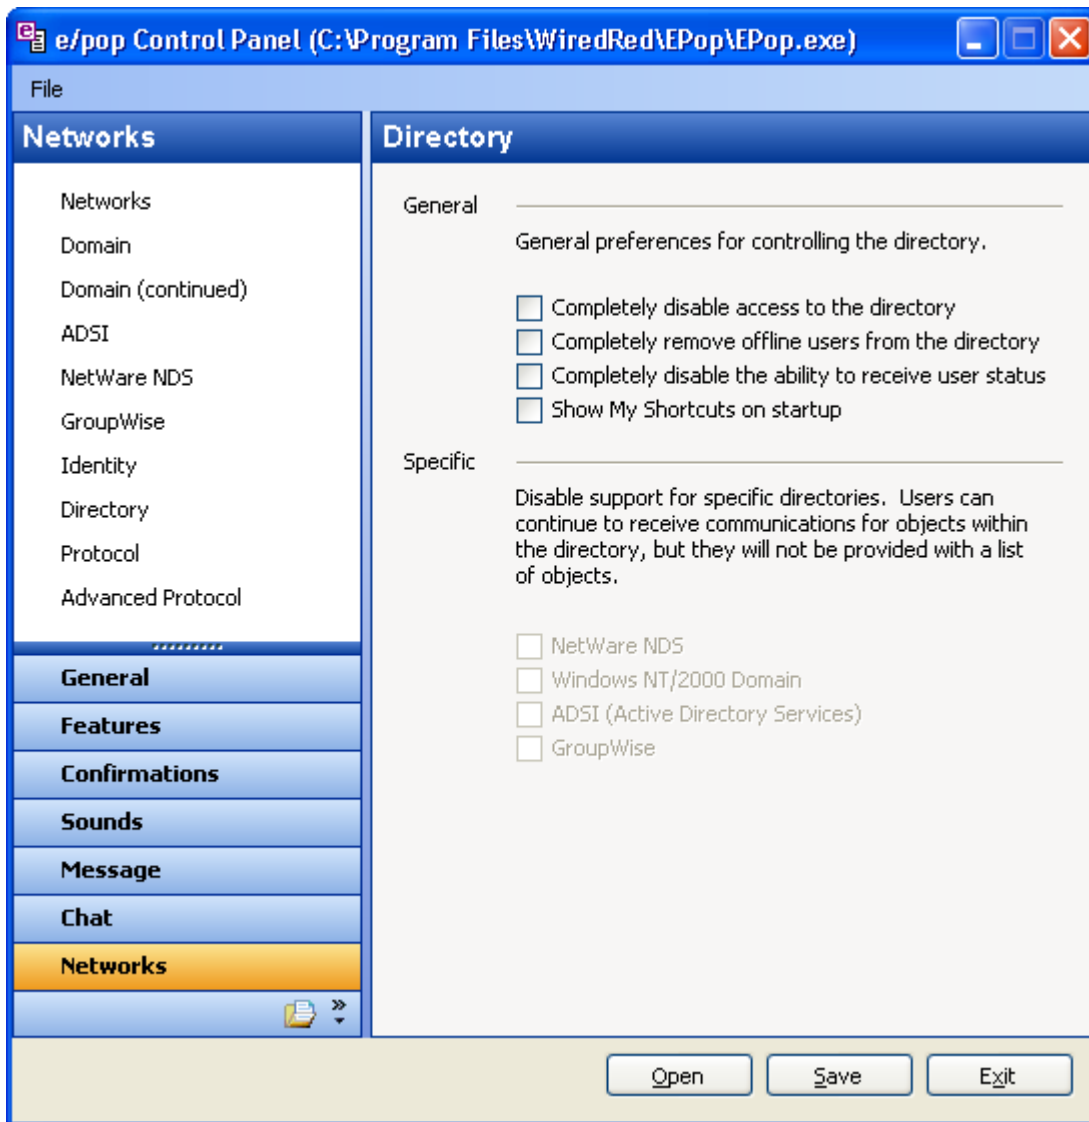 e/pop Control Panel (C:\Program Files\WiredRed\EPop\EPop.exe)
File
Networks
Networks
Domain
Domain (continued)
ADSI
NetWare NDS
GroupWise
Identity
Directory
Protocol
Advanced Protocol
General
Features
Confirmations
Sounds
Message
Chat
Networks
Directory
General
General preferences for controlling the directory.
Completely disable access to the directory
Completely remove offline users from the directory
Completely disable the ability to receive user status
Show My Shortcuts on startup
Specific
Disable support for specific directories.  Users can
continue to receive communications for objects within
the directory, but they will not be provided with a list
of objects.
NetWare NDS
Windows NT/2000 Domain
ADSI (Active Directory Services)
GroupWise
Open
Save
Exit